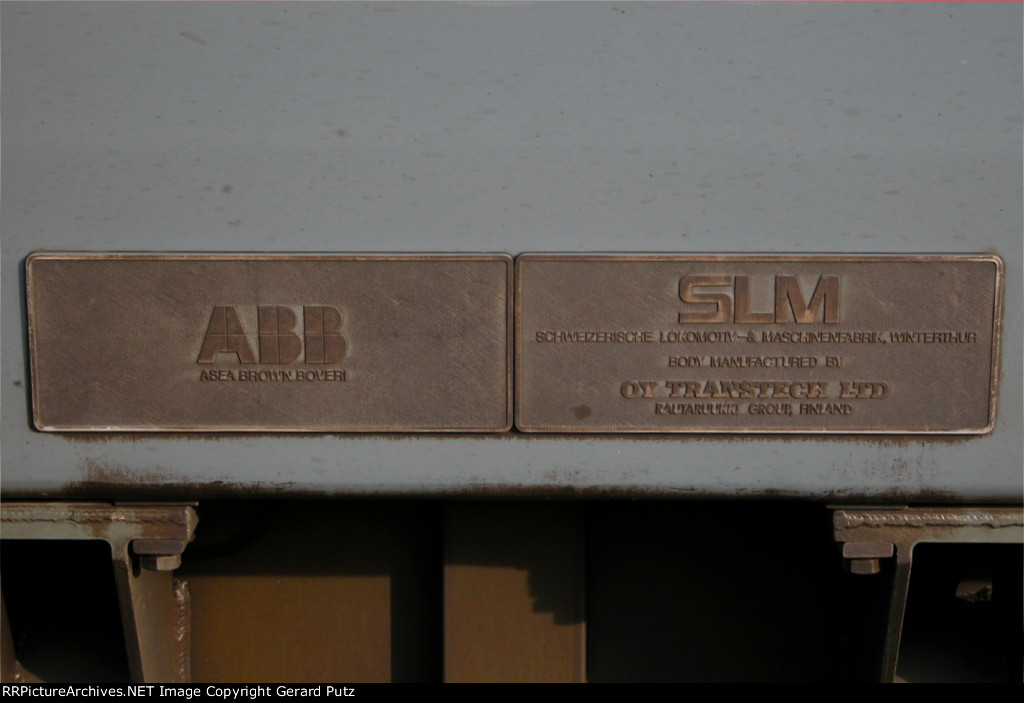 ABB
ASEA BROWN BOVERI
SLM
SCHWEIZERISCHE LOKOMOTIV-& MASCHINENFABRIK, WINTERTHUR
BODY MANUFACTURED BY
OY TRANSTECH LTD
RAUTARUUKKI GROUP, FINLAND
RRPictureArchives.NET Image Copyright Gerard Putz